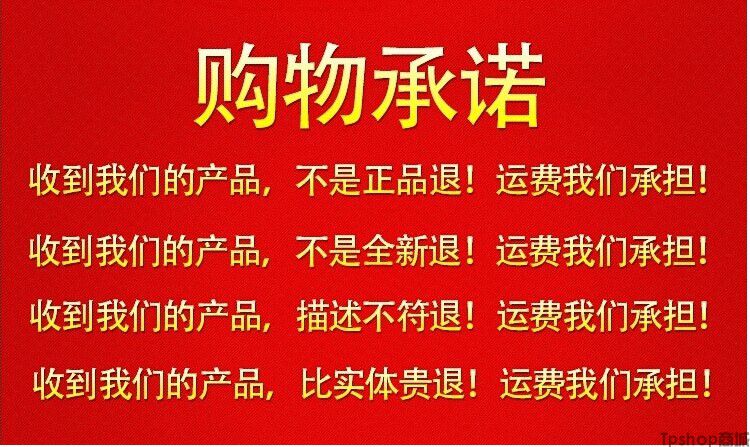 购物承诺
收到我们的产品，不是正品退！运费我们承担！
收到我们的产品，不是全新退！运费我们承担！
收到我们的产品，描述不符退！运费我们承担！
收到我们的产品，比实体贵退！运费我们承担！
Tpshop商城